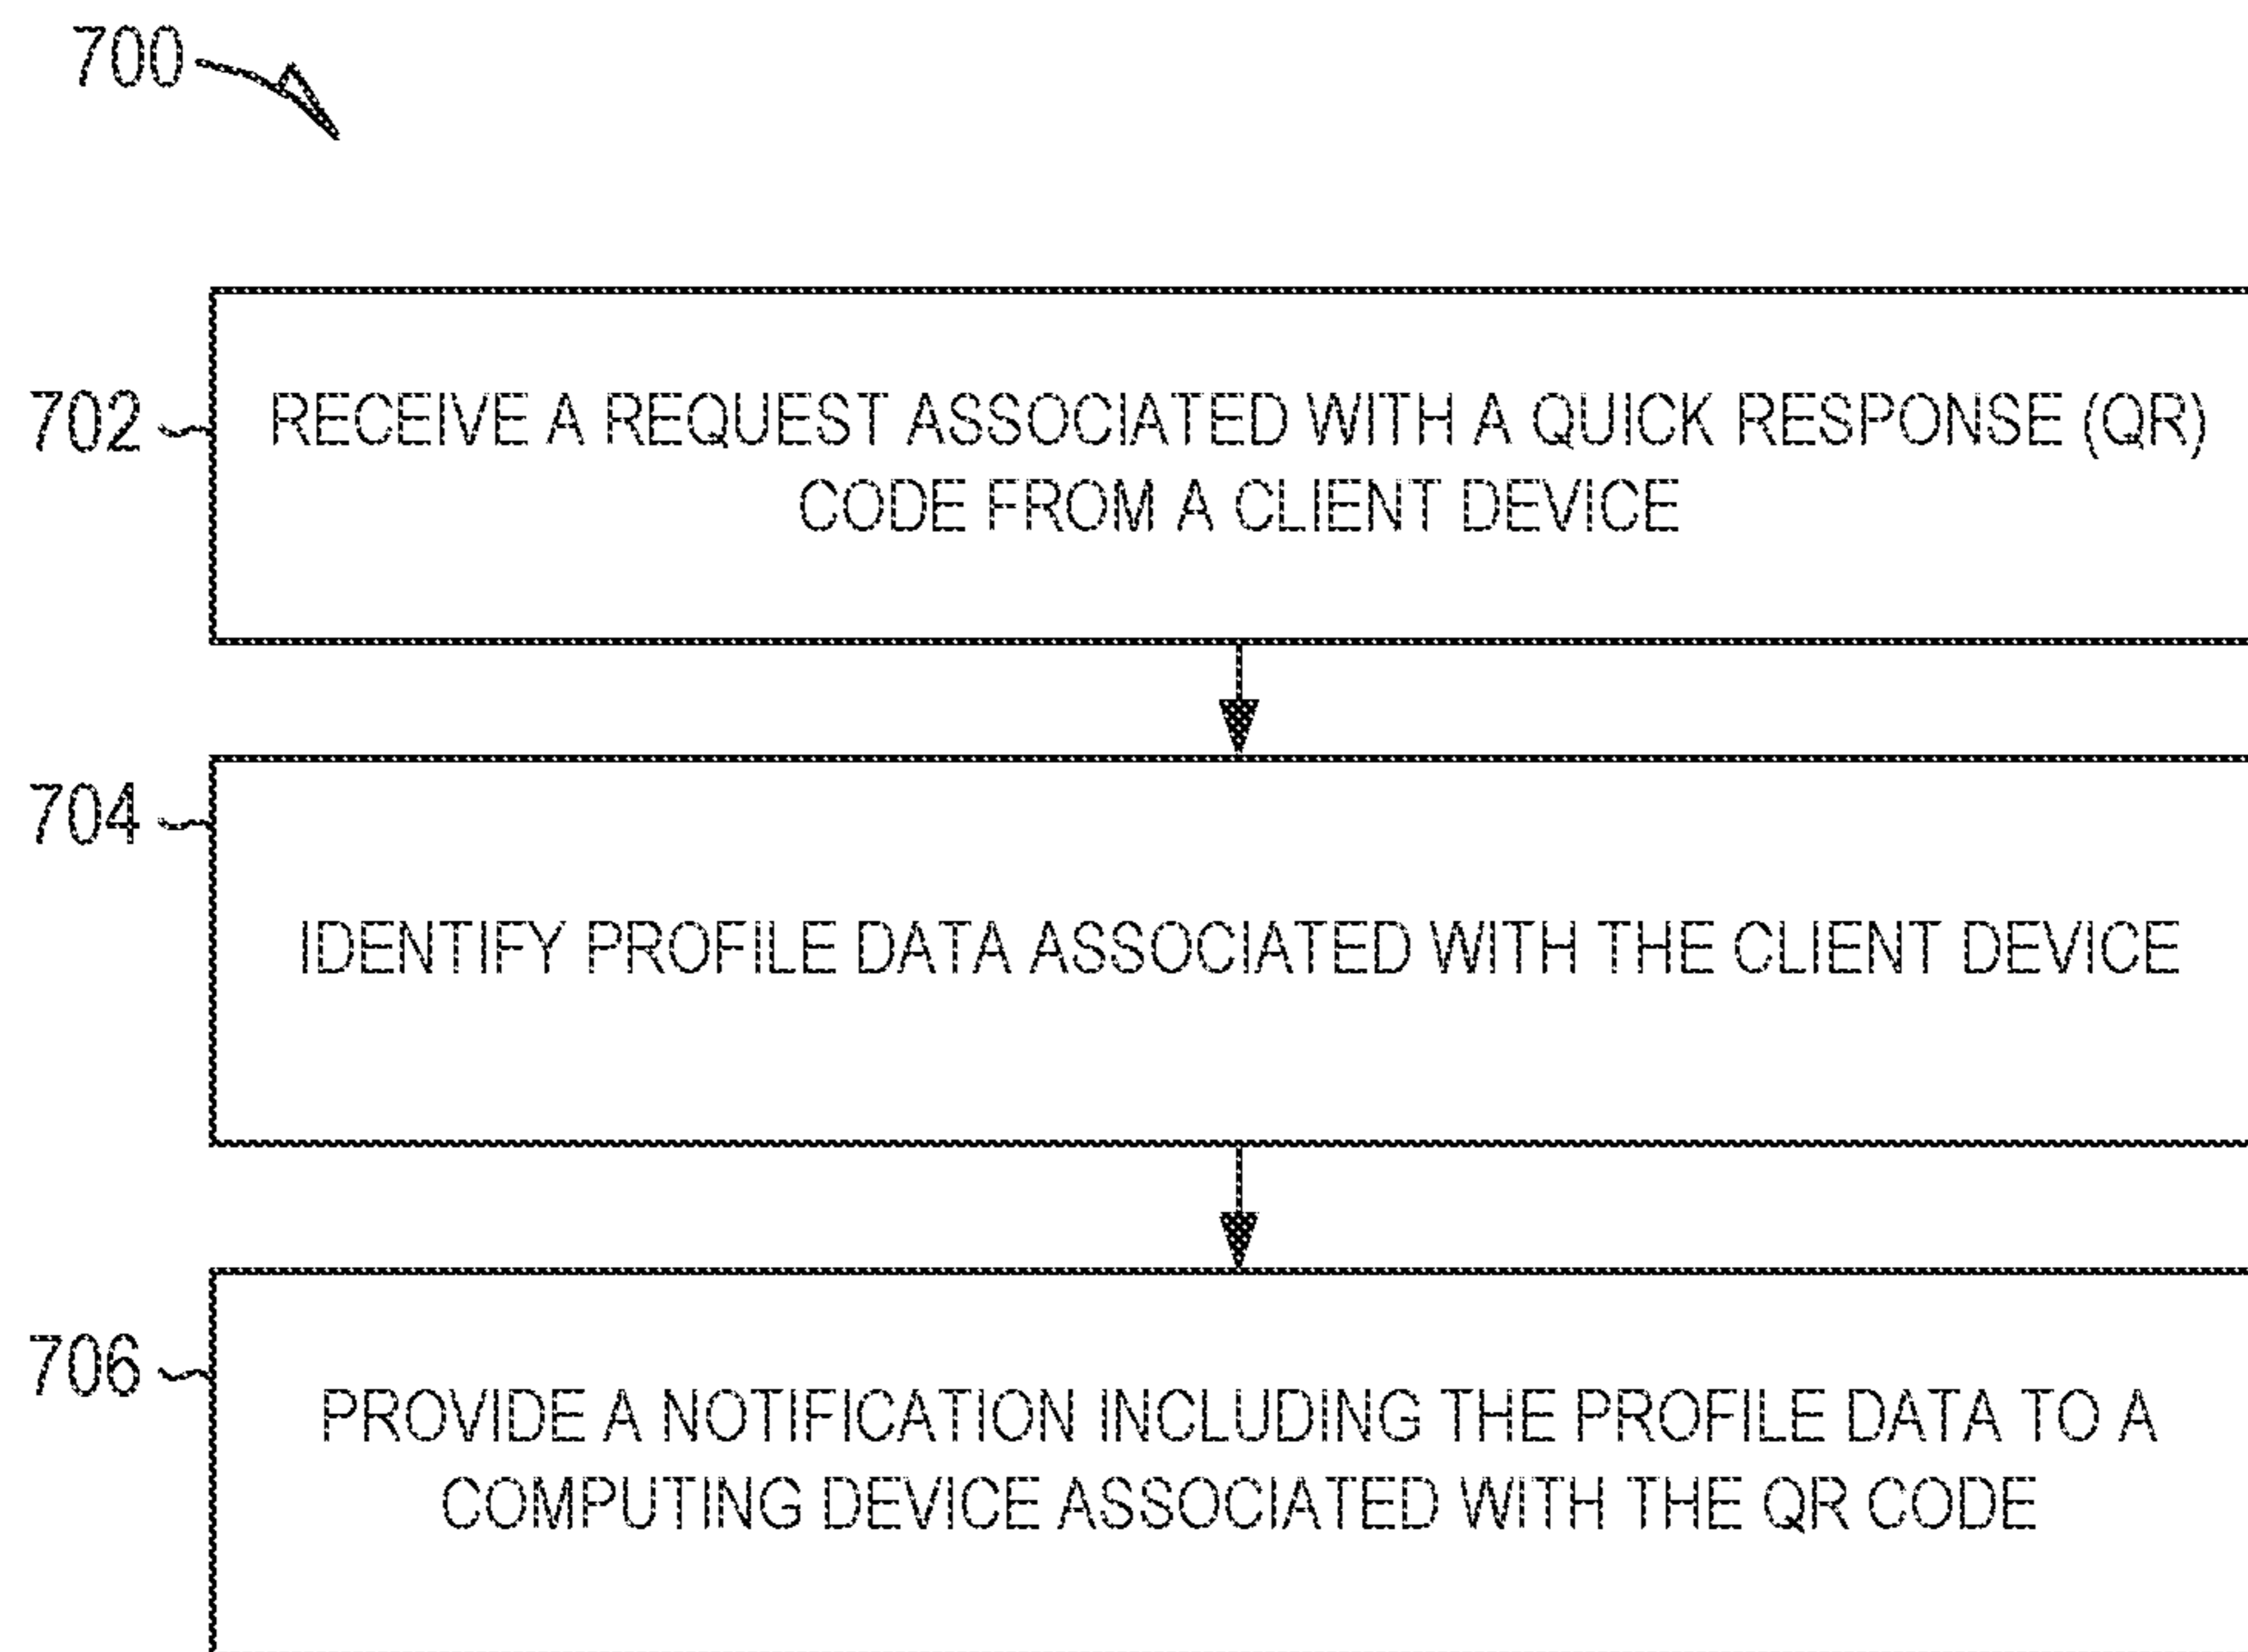 700
702
RECEIVE A REQUEST ASSOCIATED WITH A QUICK RESPONSE (QR)
CODE FROM A CLIENT DEVICE
704
IDENTIFY PROFILE DATA ASSOCIATED WITH THE CLIENT DEVICE
706
PROVIDE A NOTIFICATION INCLUDING THE PROFILE DATA TO A
COMPUTING DEVICE ASSOCIATED WITH THE QR CODE